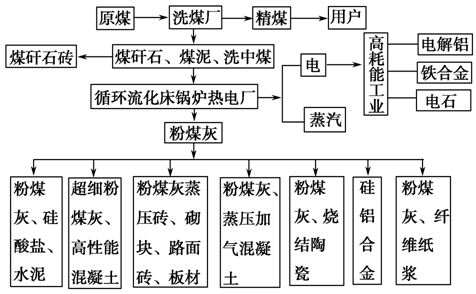 原煤
洗煤厂
精煤
用户
煤矸石砖
煤矸石、煤泥、洗中煤
电
高耗能工业
电解铝
铁合金
电石
循环流化床锅炉热电厂
蒸汽
粉煤灰
粉煤
灰、硅
酸盐、
水泥
超细粉
煤灰、
高性能
混凝土
粉煤灰蒸
压砖、砌
块、路面
砖、板材
粉煤灰、
蒸压加
气混凝
土
粉煤
灰、烧
结陶
瓷
硅
铝
合
金
粉煤
灰、纤
维纸
浆